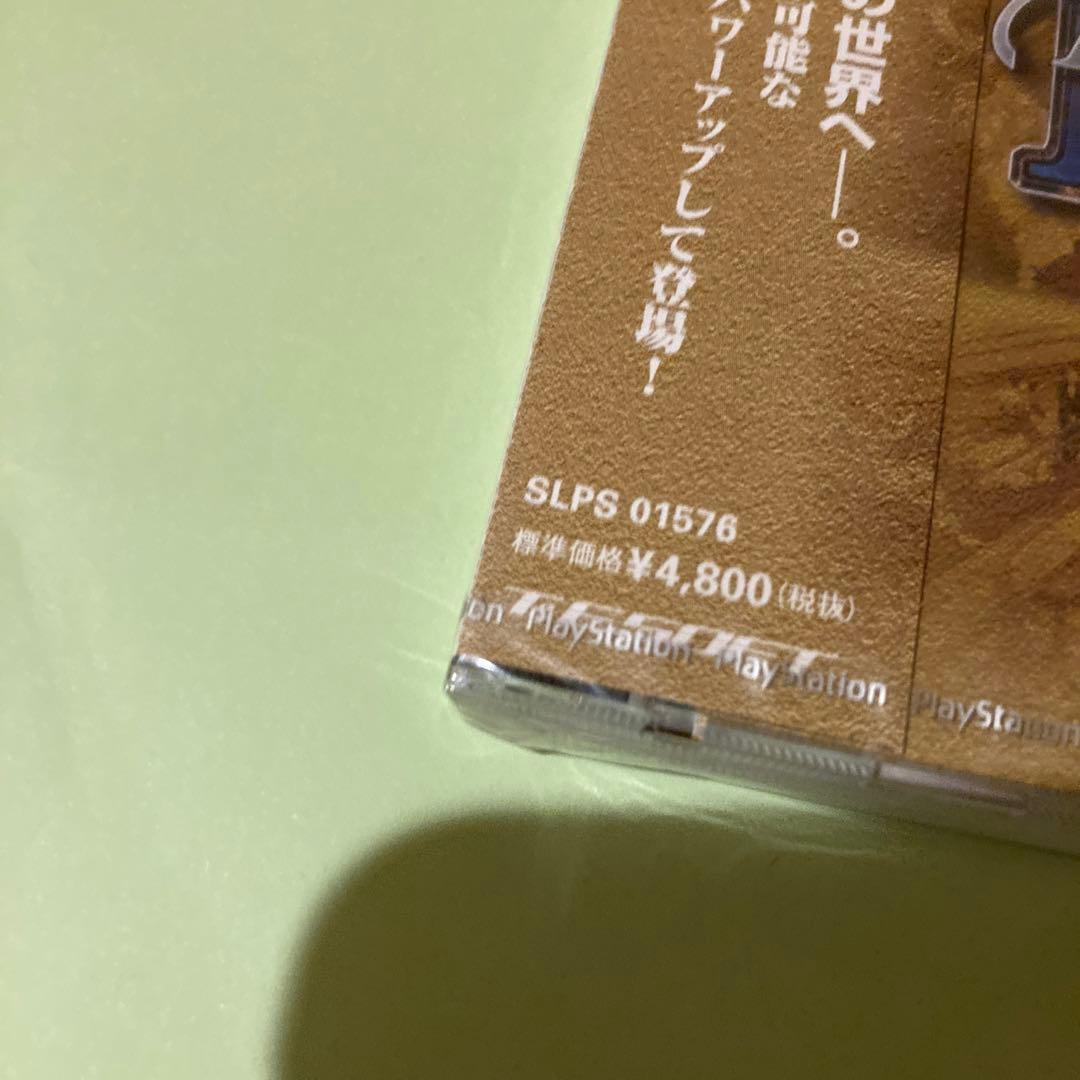 の世界へ──。
可能な
パワーアップして登場！
SLPS 01576
標準価格¥4,800(税抜)
on PlayStation PlayStation PlayStation